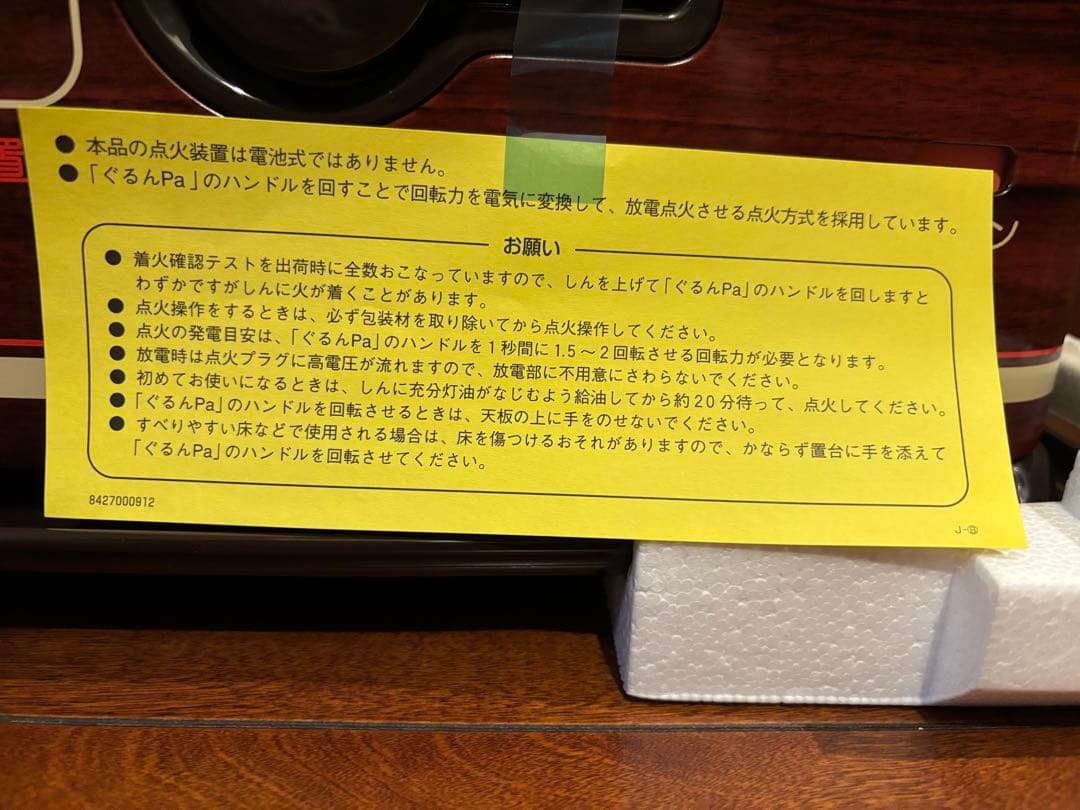 ● 本品の点火装置は電池式ではありません。
● 「ぐるんPa」のハンドルを回すことで回転力を電気に変換して、放電点火させる点火方式を採用しています。
お願い
● 着火確認テストを出荷時に全数おこなっていますので、しんを上げて「ぐるんPa」のハンドルを回しますと
わずかですがしんに火が着くことがあります。
● 点火操作をするときは、必ず包装材を取り除いてから点火操作してください。
● 点火の発電目安は、「ぐるんPa」のハンドルを1秒間に1.5～2回転させる回転力が必要となります。
● 放電時は点火プラグに高電圧が流れますので、放電部に不用意にさわらないでください。
● 初めてお使いになるときは、しんに充分灯油がなじむよう給油してから約20分待って、点火してください。
● 「ぐるんPa」のハンドルを回転させるときは、天板の上に手をのせないでください。
● すべりやすい床などで使用される場合は、床を傷つけるおそれがありますので、かならず置台に手を添えて
「ぐるんPa」のハンドルを回転させてください。
8427000912
J-Ⓑ